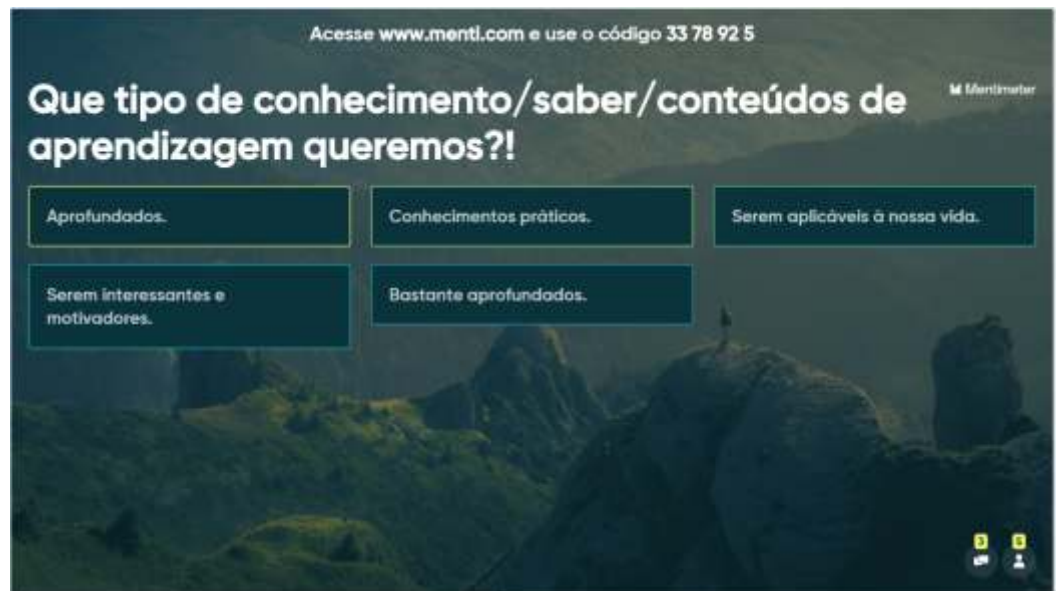 Acesse www.menti.com e use o código 33 78 92 5
Que tipo de conhecimento/saber/conteúdos de
aprendizagem queremos?!
Mentimeter
Aprofundados.
Conhecimentos práticos.
Serem aplicáveis à nossa vida.
Serem interessantes e
motivadores.
Bastante aprofundados.
3
5